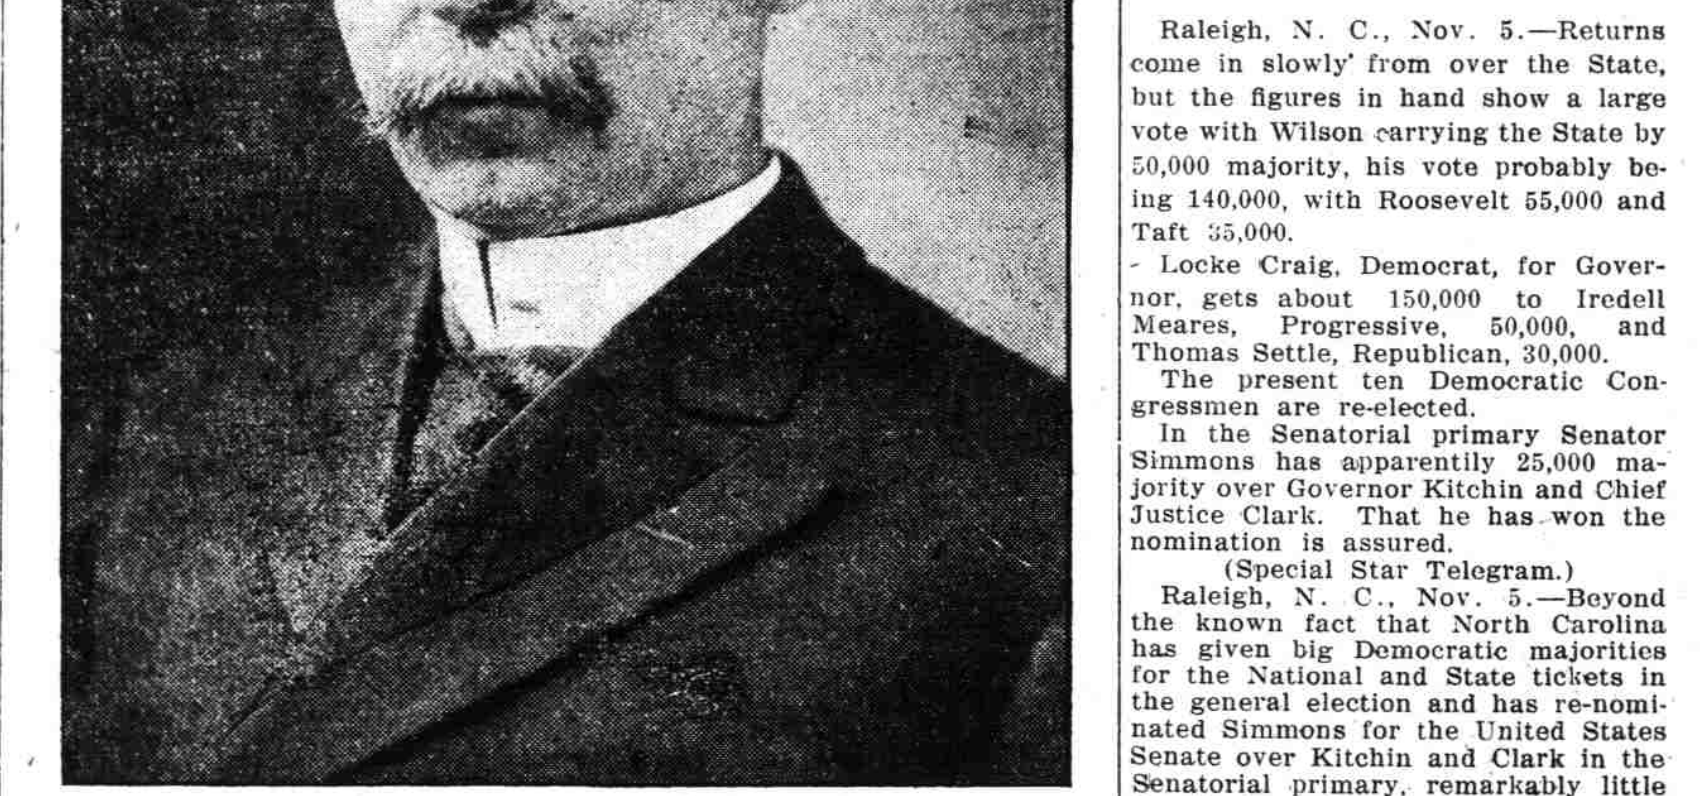 Raleigh, N. C., Nov. 5.—Returns
come in slowly from over the State,
but the figures in hand show a large
vote with Wilson carrying the State by
50,000 majority, his vote probably be-
ing 140,000, with Roosevelt 55,000 and
Taft 35,000.
Locke Craig, Democrat, for Gover-
nor, gets about 150,000 to Iredell
Meares, Progressive, 50,000, and
Thomas Settle, Republican, 30,000.
The present ten Democratic Con-
gressmen are re-elected.
In the Senatorial primary Senator
Simmons has apparentily 25,000 ma-
jority over Governor Kitchin and Chief
Justice Clark. That he has won the
nomination is assured.
(Special Star Telegram.)
Raleigh, N. C., Nov. 5.—Beyond
the known fact that North Carolina
has given big Democratic majorities
for the National and State tickets in
the general election and has re-nomi-
nated Simmons for the United States
Senate over Kitchin and Clark in the
Senatorial primary, remarkably little